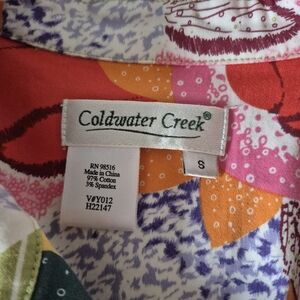 Coldwater Creek®
S
RN 98516
Made in China
97% Cotton
3% Spandex
V#Y012
H22147